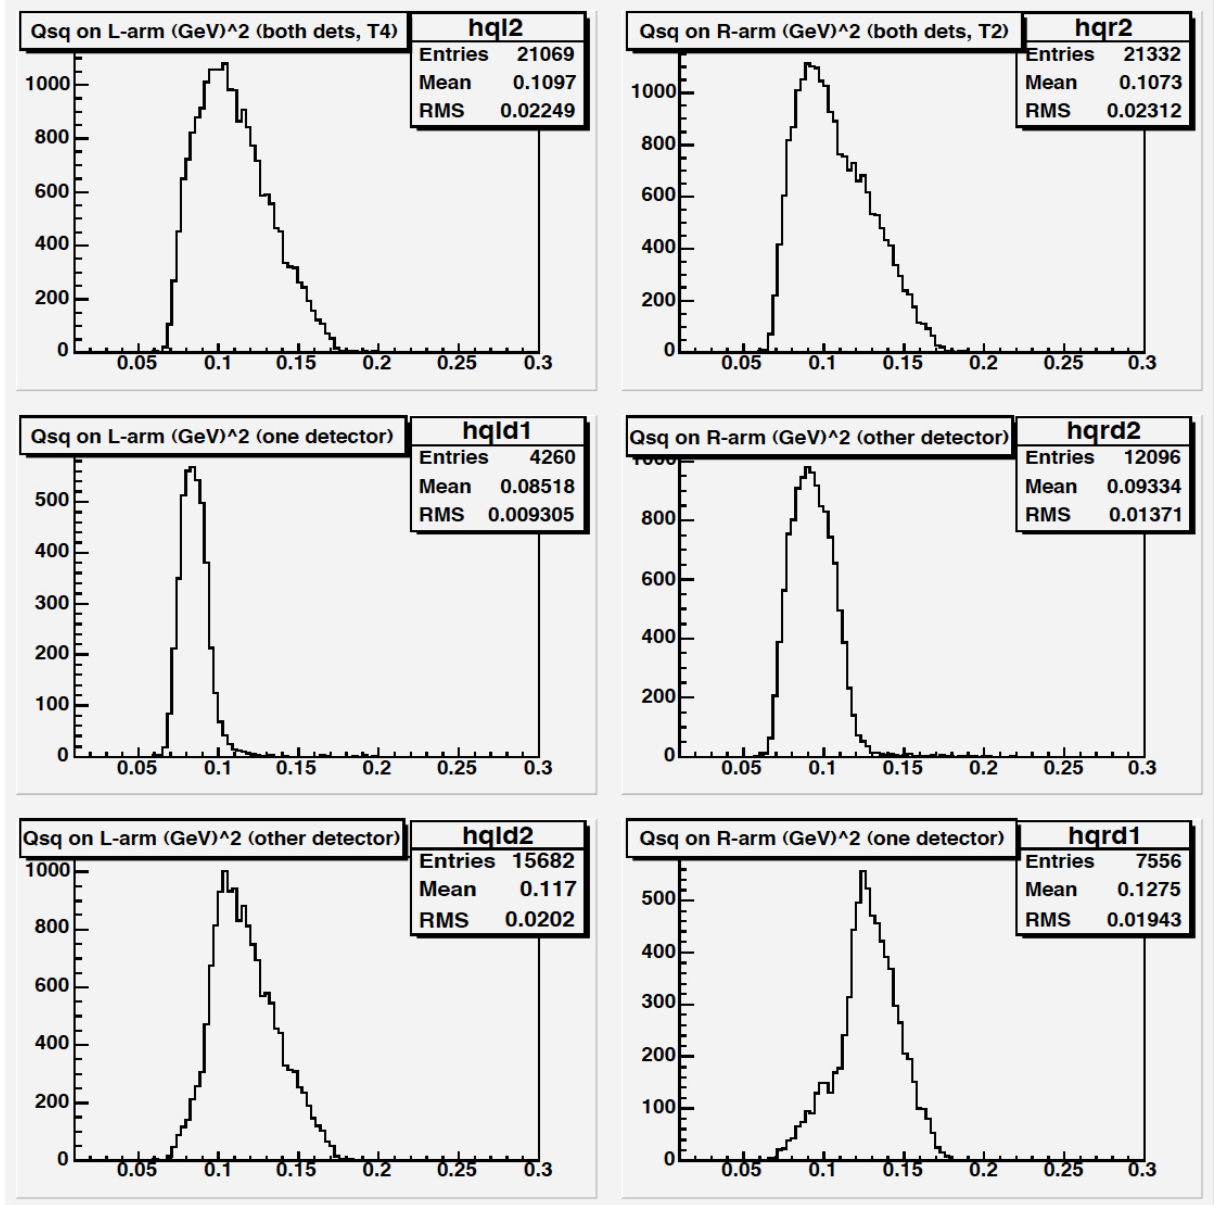 Qsq on L-arm (GeV)^2 (both dets, T4)
hql2
Entries 21069
Mean 0.1097
RMS 0.02249
1000
800
600
400
200
0
0.05 0.1 0.15 0.2 0.25 0.3
Qsq on R-arm (GeV)^2 (both dets, T2)
hqr2
Entries 21332
Mean 0.1073
RMS 0.02312
1000
800
600
400
200
0
0.05 0.1 0.15 0.2 0.25 0.3
Qsq on L-arm (GeV)^2 (one detector)
hqld1
Entries 4260
Mean 0.08518
RMS 0.009305
500
400
300
200
100
0
0.05 0.1 0.15 0.2 0.25 0.3
Qsq on R-arm (GeV)^2 (other detector)
hqrd2
Entries 12096
Mean 0.09334
RMS 0.01371
1000
800
600
400
200
0
0.05 0.1 0.15 0.2 0.25 0.3
Qsq on L-arm (GeV)^2 (other detector)
hqld2
Entries 15682
Mean 0.117
RMS 0.0202
1000
800
600
400
200
0
0.05 0.1 0.15 0.2 0.25 0.3
Qsq on R-arm (GeV)^2 (one detector)
hqrd1
Entries 7556
Mean 0.1275
RMS 0.01943
500
400
300
200
100
0
0.05 0.1 0.15 0.2 0.25 0.3